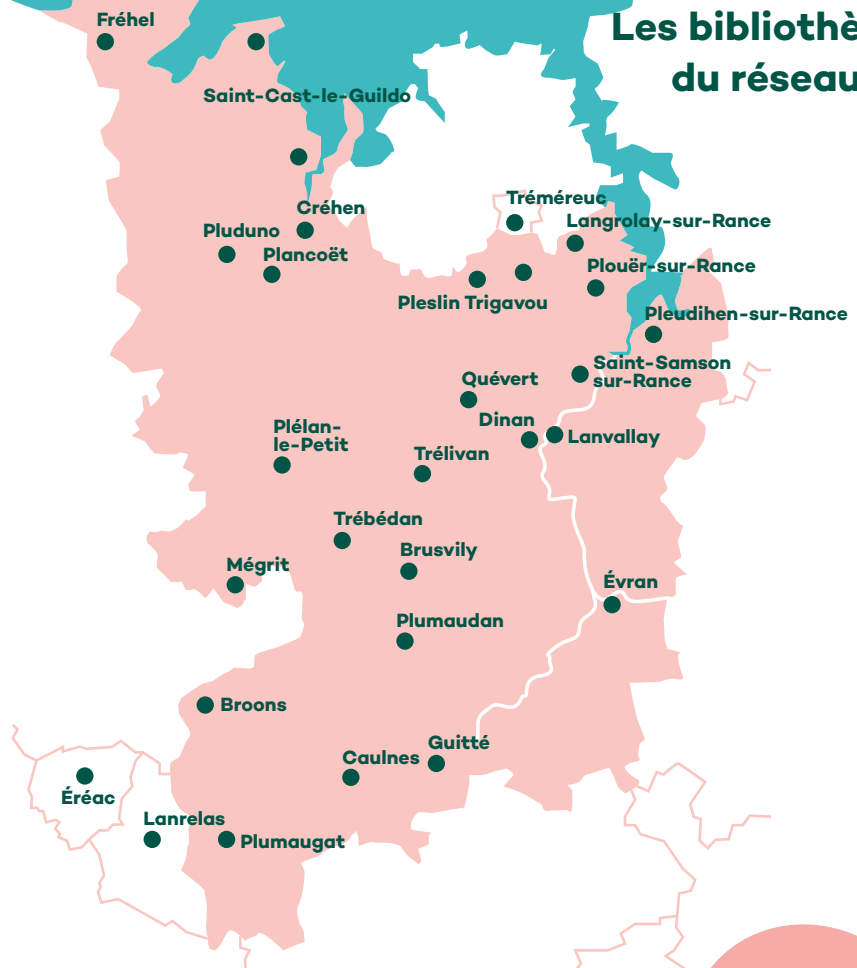 Les bibliothè
du réseau
Fréhel
Saint-Cast-le-Guildo
Créhen
Pluduno
Plancoët
Tréméreuc
Langrolay-sur-Rance
Plouër-sur-Rance
Pleslin Trigavou
Pleudihen-sur-Rance
Saint-Samson
sur-Rance
Quévert
Dinan
Lanvallay
Plélan-
le-Petit
Trélivan
Trébédan
Brusvily
Mégrit
Évran
Plumaudan
Broons
Guitté
Caulnes
Éréac
Lanrelas
Plumaugat